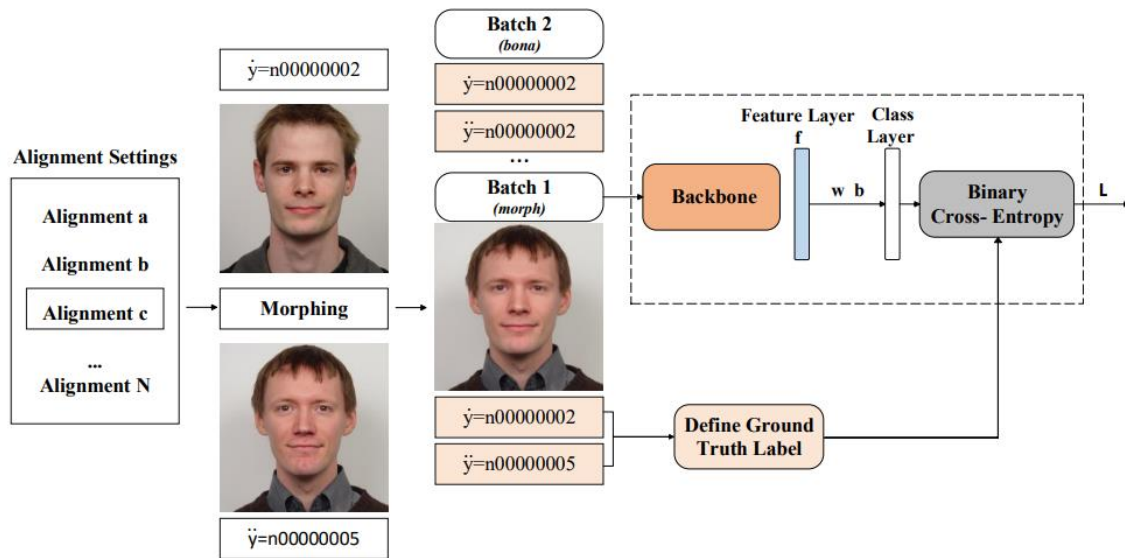 Alignment Settings
Alignment a
Alignment b
Alignment c
...
Alignment N
ẏ=n00000002
Morphing
ÿ=n00000005
Batch 2
(bona)
ẏ=n00000002
ÿ=n00000002
...
Batch 1
(morph)
ẏ=n00000002
ÿ=n00000005
Backbone
Feature Layer
f
w b
Class
Layer
Binary
Cross- Entropy
L
Define Ground
Truth Label